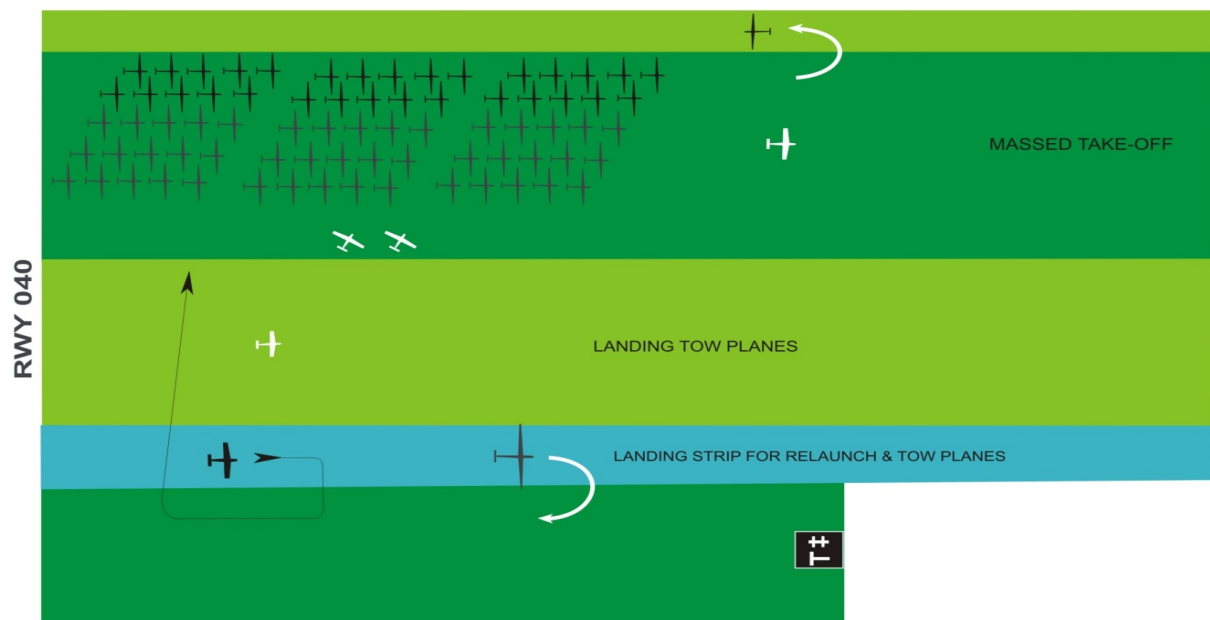 RWY 040
MASSED TAKE-OFF
LANDING TOW PLANES
LANDING STRIP FOR RELAUNCH & TOW PLANES
T